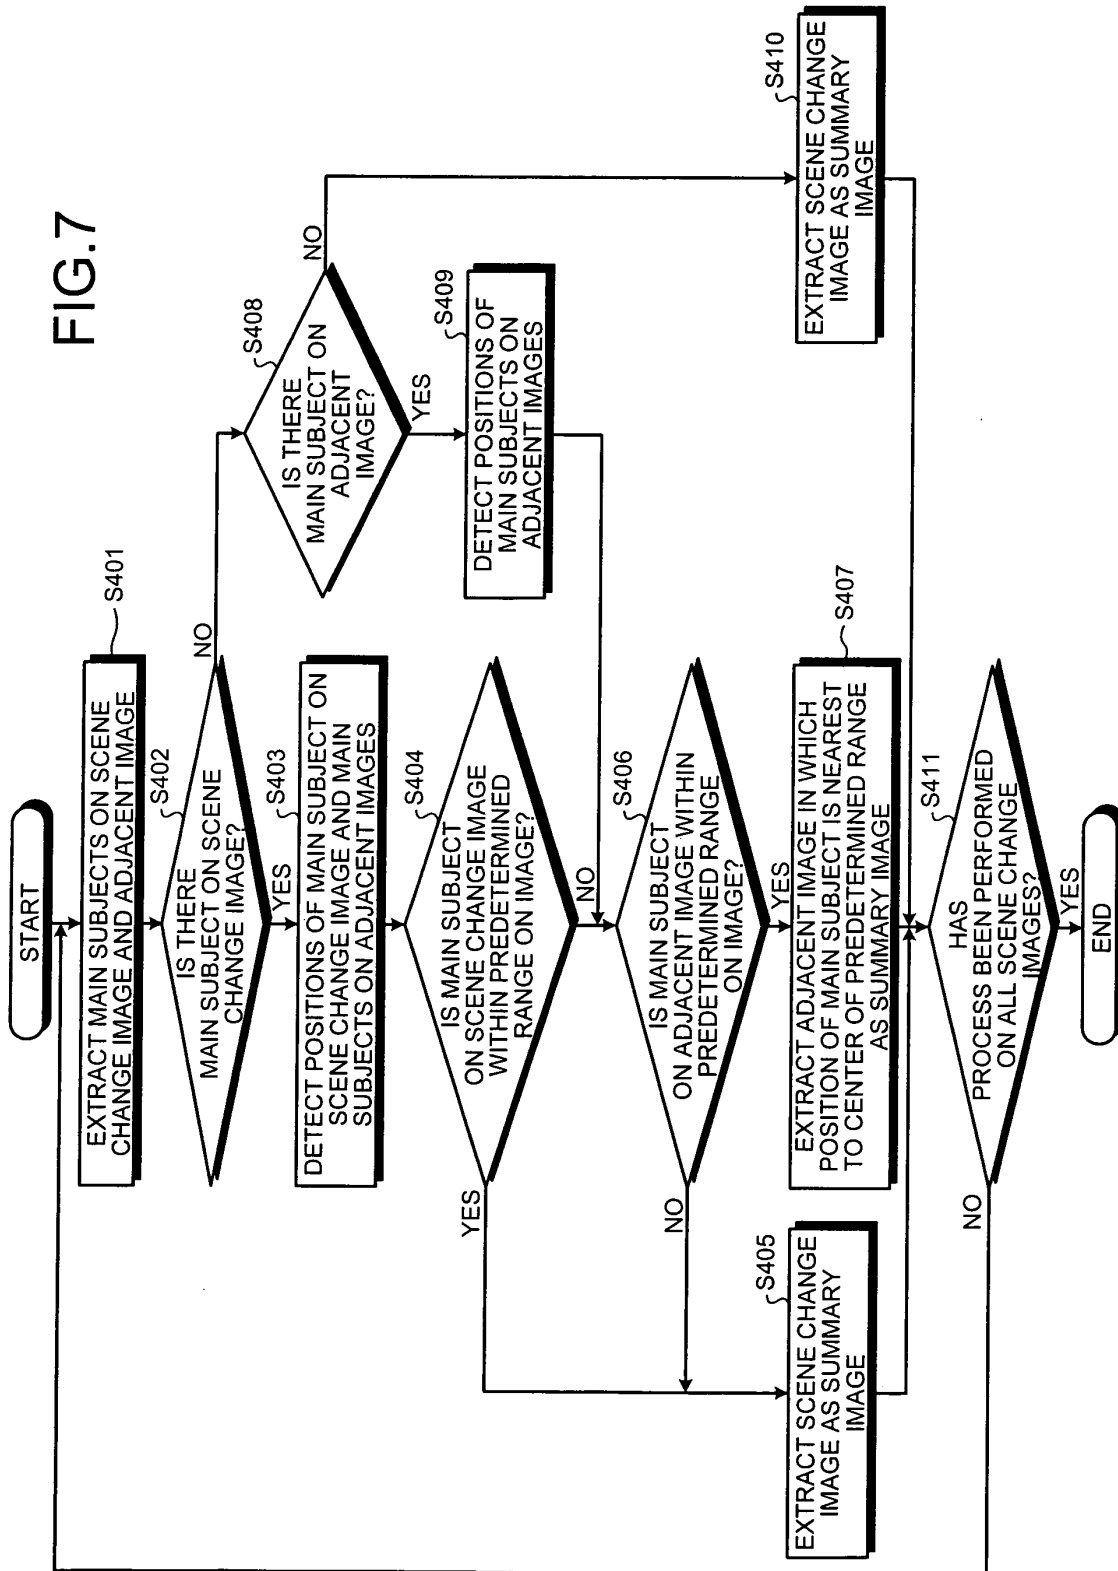 FIG.7
START
EXTRACT MAIN SUBJECTS ON SCENE
CHANGE IMAGE AND ADJACENT IMAGE
S401
IS THERE
MAIN SUBJECT ON SCENE
CHANGE IMAGE?
S402
NO
YES
DETECT POSITIONS OF MAIN SUBJECT ON
SCENE CHANGE IMAGE AND MAIN
SUBJECTS ON ADJACENT IMAGES
S403
IS MAIN SUBJECT
ON SCENE CHANGE IMAGE
WITHIN PREDETERMINED
RANGE ON IMAGE?
S404
YES
NO
EXTRACT SCENE CHANGE
IMAGE AS SUMMARY
IMAGE
S405
IS MAIN SUBJECT
ON ADJACENT IMAGE WITHIN
PREDETERMINED RANGE
ON IMAGE?
S406
NO
YES
EXTRACT ADJACENT IMAGE IN WHICH
POSITION OF MAIN SUBJECT IS NEAREST
TO CENTER OF PREDETERMINED RANGE
AS SUMMARY IMAGE
S407
IS THERE
MAIN SUBJECT ON
ADJACENT
IMAGE?
S408
NO
YES
DETECT POSITIONS OF
MAIN SUBJECTS ON
ADJACENT IMAGES
S409
EXTRACT SCENE CHANGE
IMAGE AS SUMMARY
IMAGE
S410
HAS
PROCESS BEEN PERFORMED
ON ALL SCENE CHANGE
IMAGES?
S411
NO
YES
END